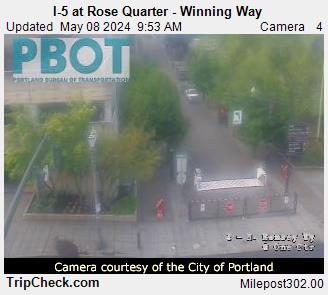 I-5 at Rose Quarter - Winning Way
Updated May 08 2024 9:53 AM Camera 4
PBOT
PORTLAND BUREAU OF TRANSPORTATION
Camera courtesy of the City of Portland
TripCheck.com Milepost302.00